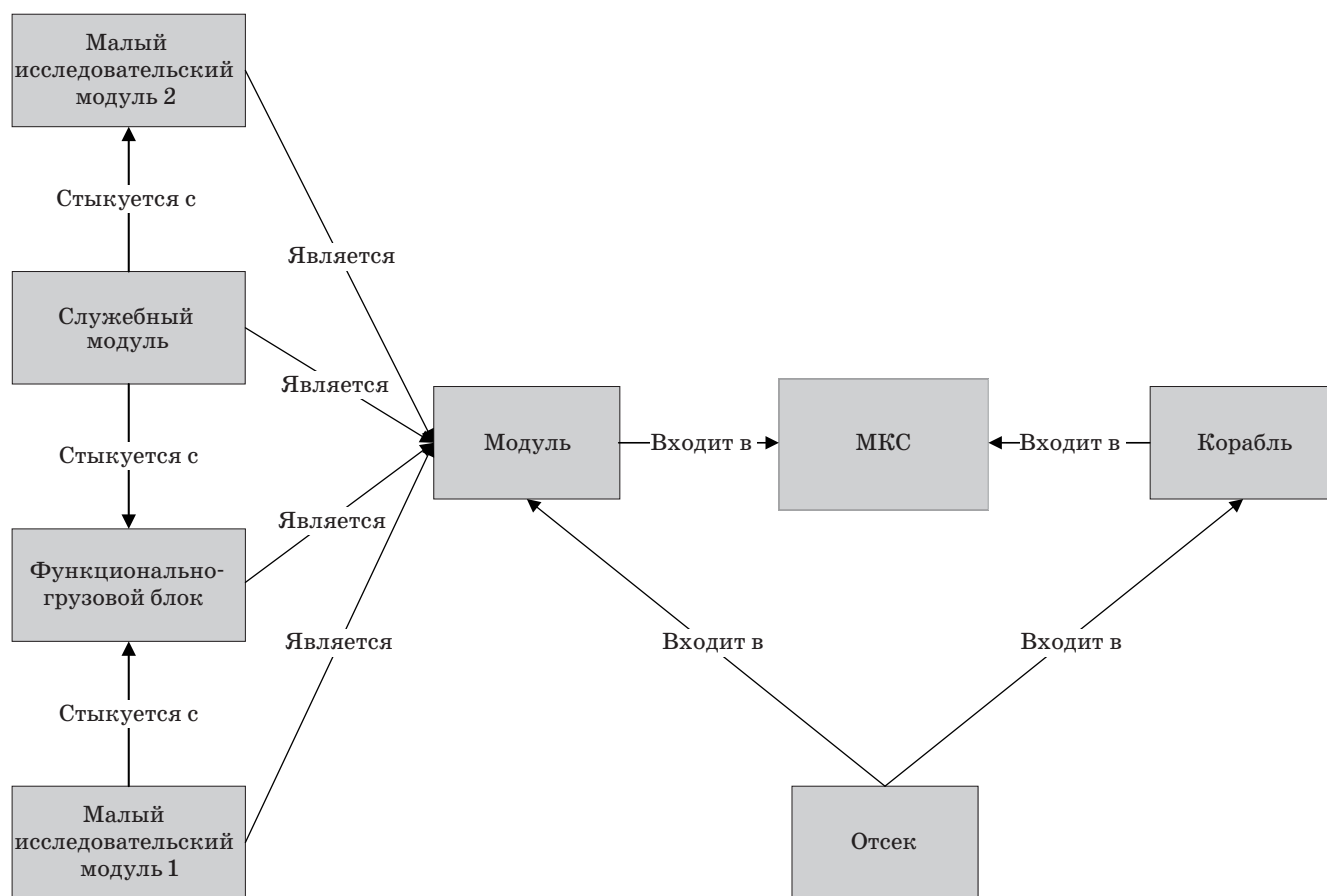 Малый
исследовательский
модуль 2
Стыкуется с
Является
Служебный
модуль
Является
Стыкуется с
Модуль
Входит в
МКС
Входит в
Корабль
Является
Функционально-
грузовой блок
Является
Входит в
Входит в
Стыкуется с
Малый
исследовательский
модуль 1
Отсек